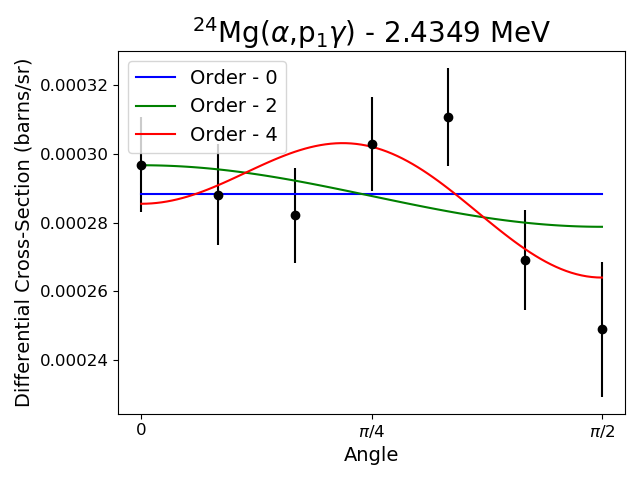 ²⁴Mg(α,p₁γ) - 2.4349 MeV
Order - 0
Order - 2
Order - 4
Differential Cross-Section (barns/sr)
0.00032
0.00030
0.00028
0.00026
0.00024
0
π/4
π/2
Angle